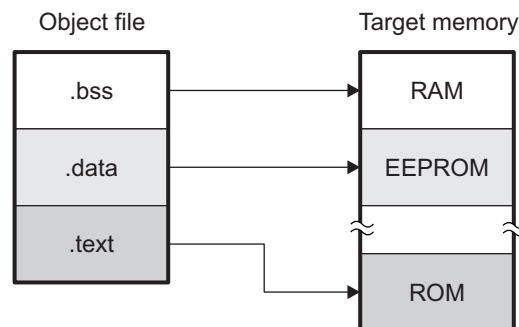 Object file
Target memory
.bss
RAM
.data
EEPROM
.text
ROM